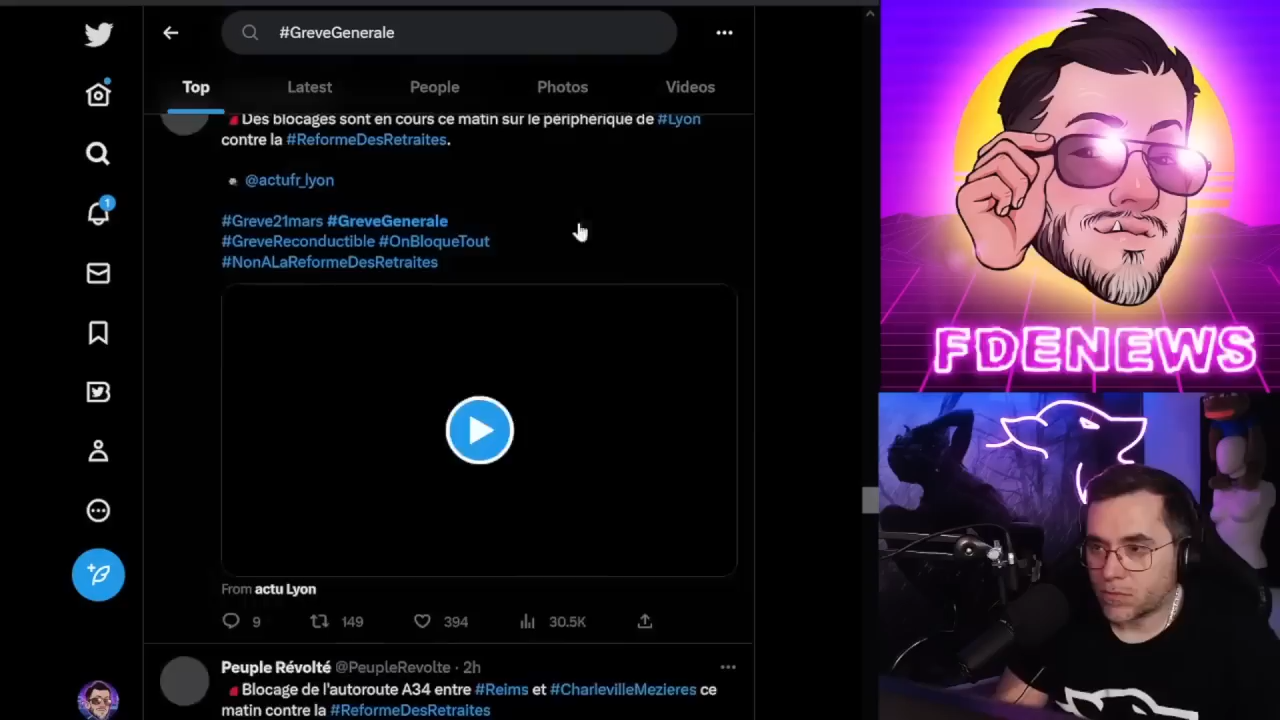 #GreveGenerale
Top
Latest
People
Photos
Videos
Des blocages sont en cours ce matin sur le périphérique de #Lyon
contre la #ReformeDesRetraites.
@actufr_lyon
#Greve21mars #GreveGenerale
#GreveReconductible #OnBloqueTout
#NonALaReformeDesRetraites
From actu Lyon
9
149
394
30.5K
Peuple Révolté @PeupleRevolte · 2h
Blocage de l'autoroute A34 entre #Reims et #CharlevilleMezieres ce
matin contre la #ReformeDesRetraites
1
FDENEWS